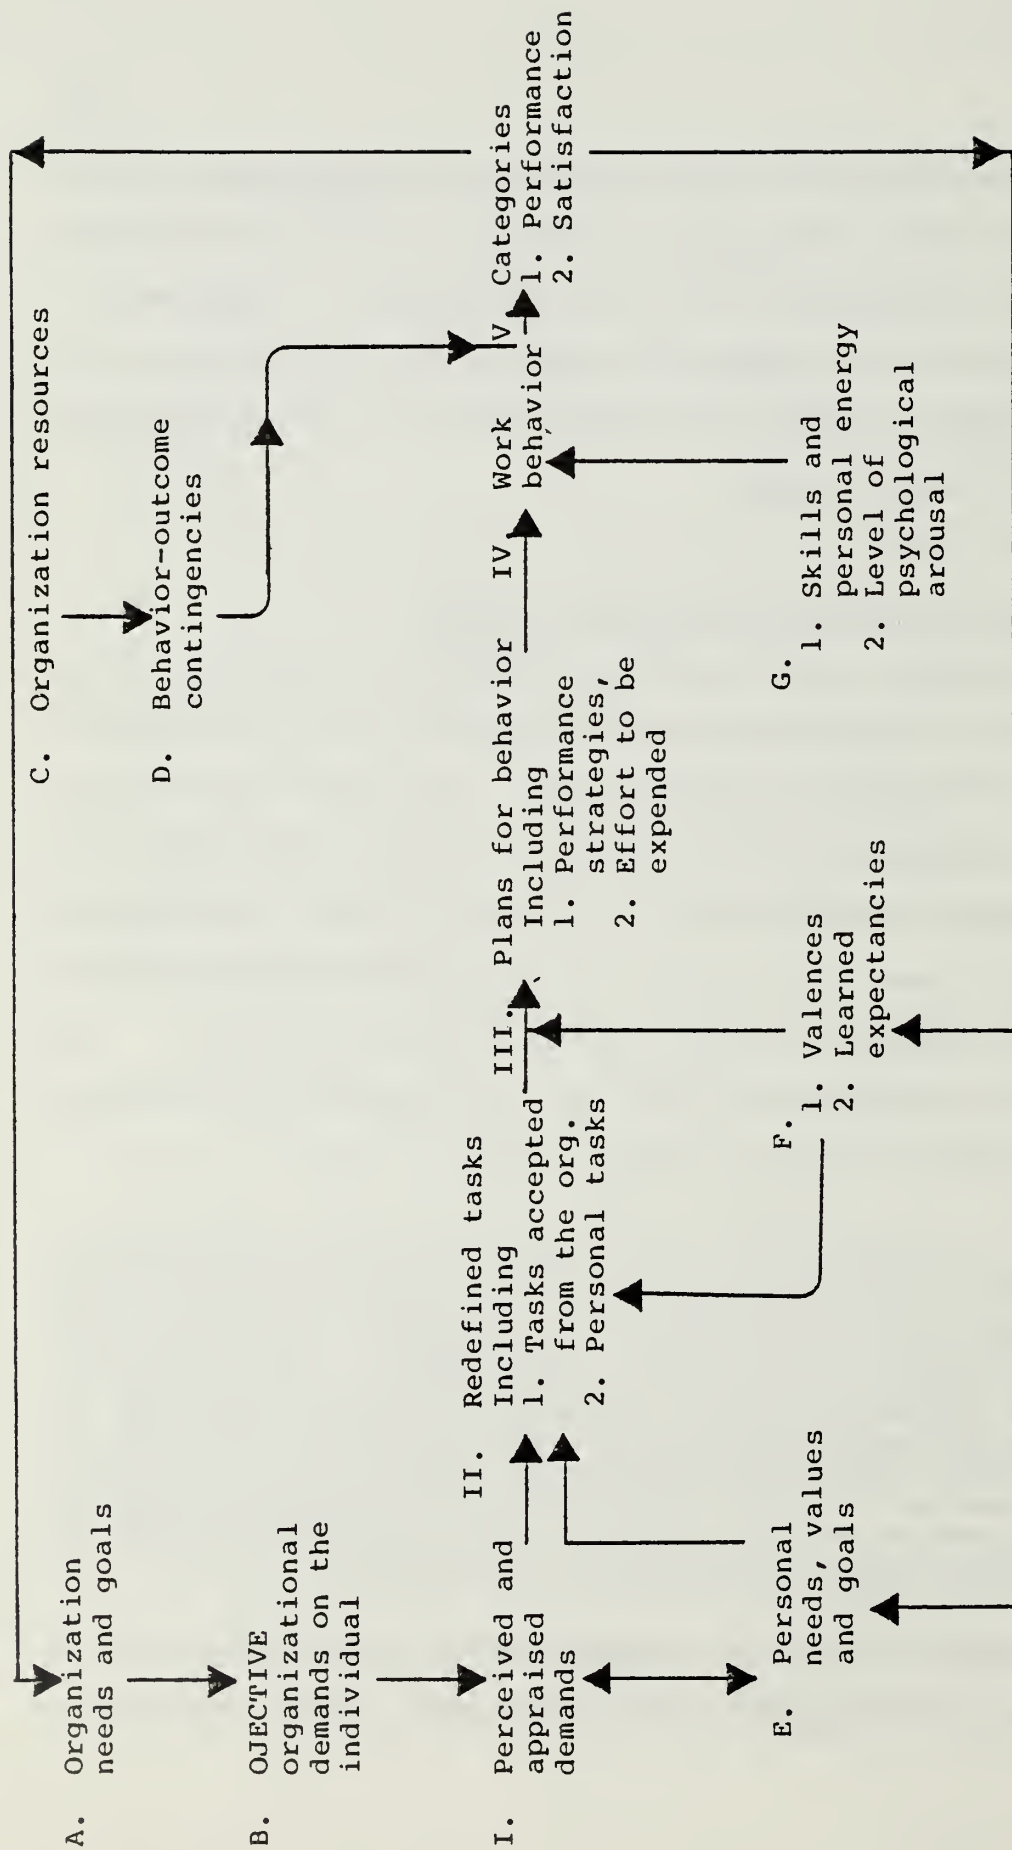 A. Organization
needs and goals
B. OJECTIVE
organizational
demands on the
individual
C. Organization resources
D. Behavior-outcome
contingencies
I. Perceived and
appraised
demands
II. Redefined tasks
Including
1. Tasks accepted
from the org.
2. Personal tasks
III. Plans for behavior
Including
1. Performance
strategies,
2. Effort to be
expended
IV Work
behavior
V Categories
1. Performance
2. Satisfaction
E. Personal
needs, values
and goals
F.
1. Valences
2. Learned
expectancies
G.
1. Skills and
personal energy
2. Level of
psychological
arousal